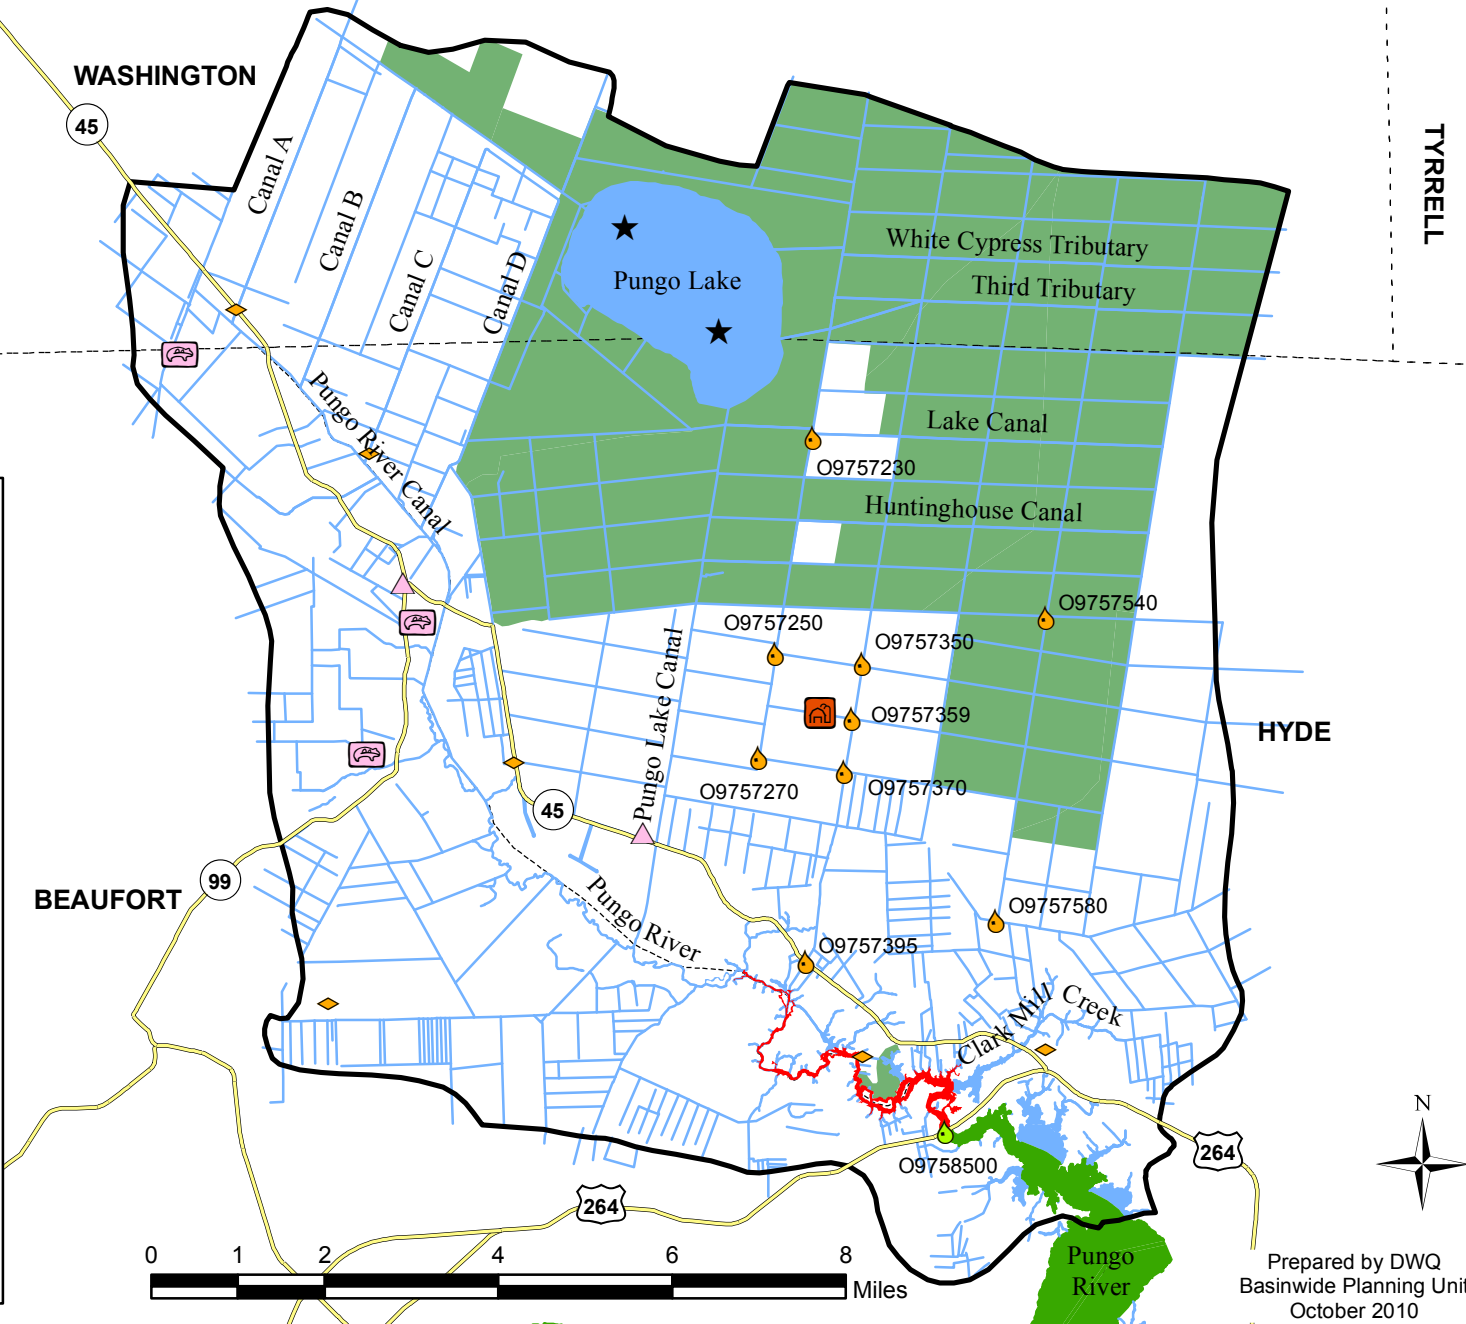 WASHINGTON
45
TYRRELL
Canal A
Canal B
Canal C
Canal D
Pungo Lake
White Cypress Tributary
Third Tributary
Pungo River Canal
Lake Canal
O9757230
Huntinghouse Canal
O9757540
O9757250
O9757350
Pungo Lake Canal
O9757359
HYDE
O9757270
O9757370
45
99
BEAUFORT
Pungo River
O9757580
O9757395
Clark Mill Creek
O9758500
264
264
N
Pungo
River
0 1 2 4 6 8
Miles
Prepared by DWQ
Basinwide Planning Unit
October 2010